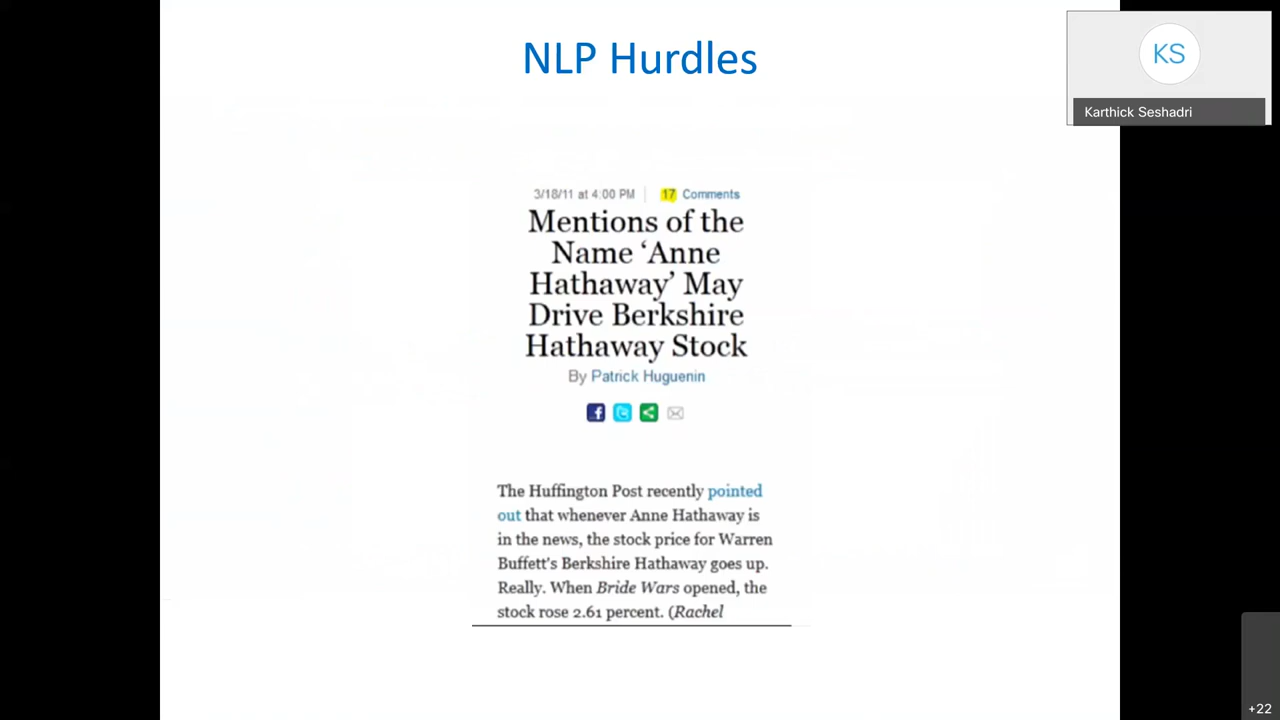 NLP Hurdles
KS
Karthick Seshadri
3/18/11 at 4:00 PM | 17 Comments
Mentions of the
Name ‘Anne
Hathaway’ May
Drive Berkshire
Hathaway Stock
By Patrick Huguenin
The Huffington Post recently pointed
out that whenever Anne Hathaway is
in the news, the stock price for Warren
Buffett's Berkshire Hathaway goes up.
Really. When Bride Wars opened, the
stock rose 2.61 percent. (Rachel
+22